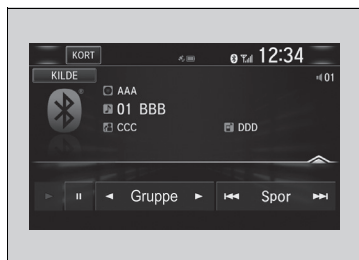 KORT 12:34
KILDE 01
AAA
01 BBB
CCC DDD
Gruppe Spor